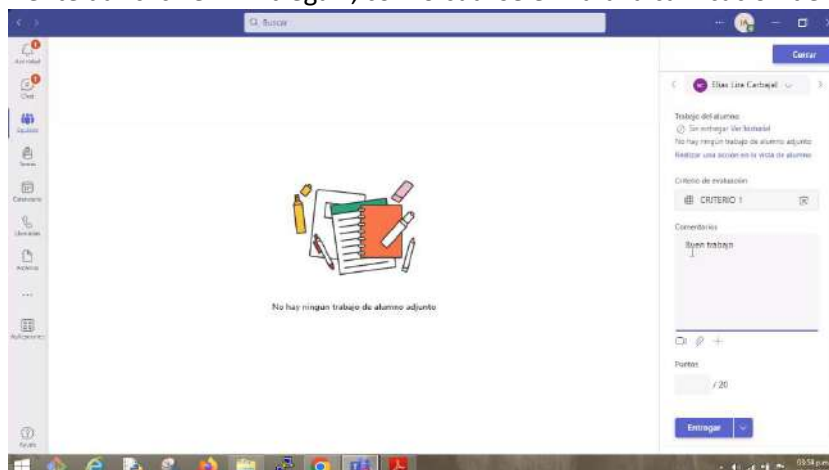 Buscar
Cerrar
Elias Lira Carbajal
Trabajo del alumno
Sin entregar Ver historial
No hay ningún trabajo de alumno adjunto
Realizar una acción en la vista de alumno
Criterio de evaluación
CRITERIO 1
Comentarios
Buen trabajo
No hay ningún trabajo de alumno adjunto
Puntos
/ 20
Entregar
Actividad
Chat
Equipos
Tareas
Calendario
Llamadas
Archivos
...
Aplicaciones
Ayuda